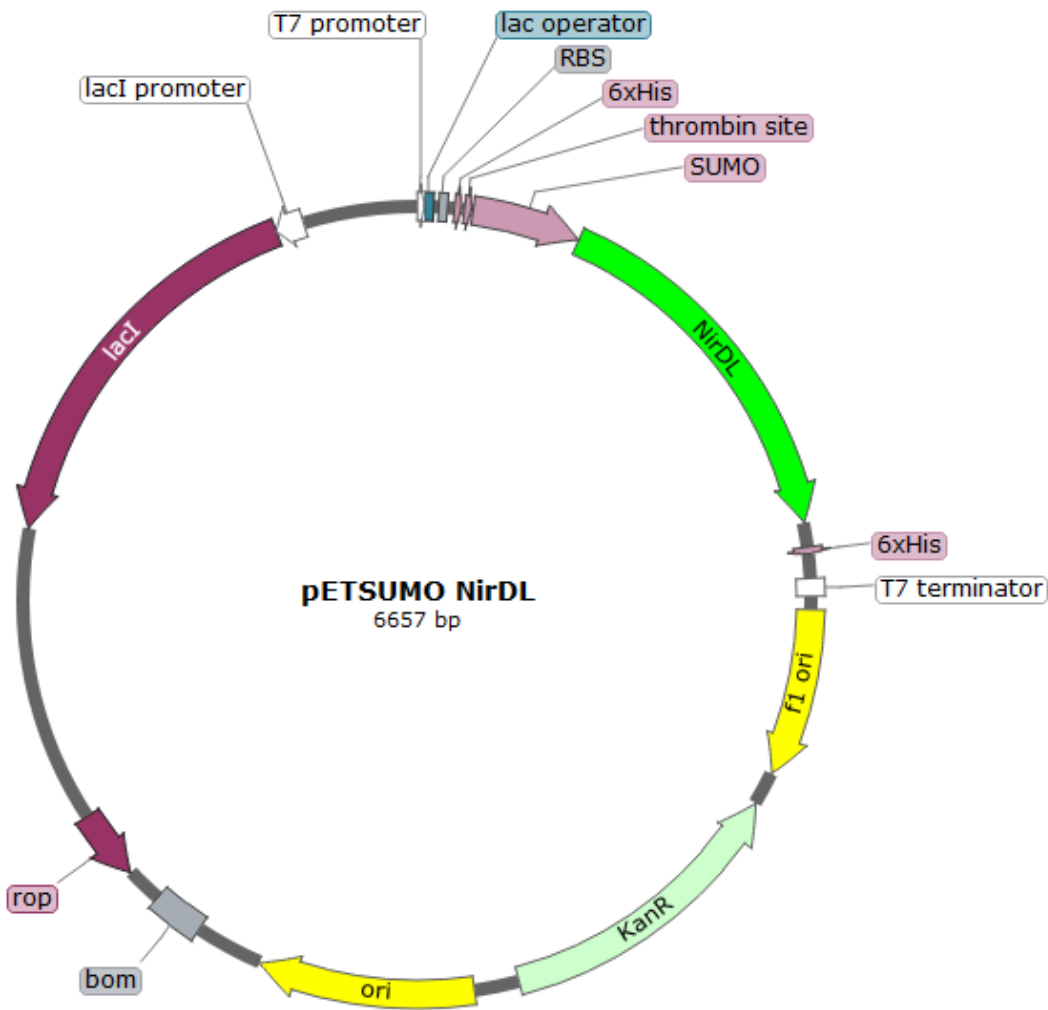 T7 promoter
lac operator
RBS
lacI promoter
6xHis
thrombin site
SUMO
lacI
NirDL
6xHis
pETSUMO NirDL
T7 terminator
6657 bp
f1 ori
rop
KanR
bom
ori